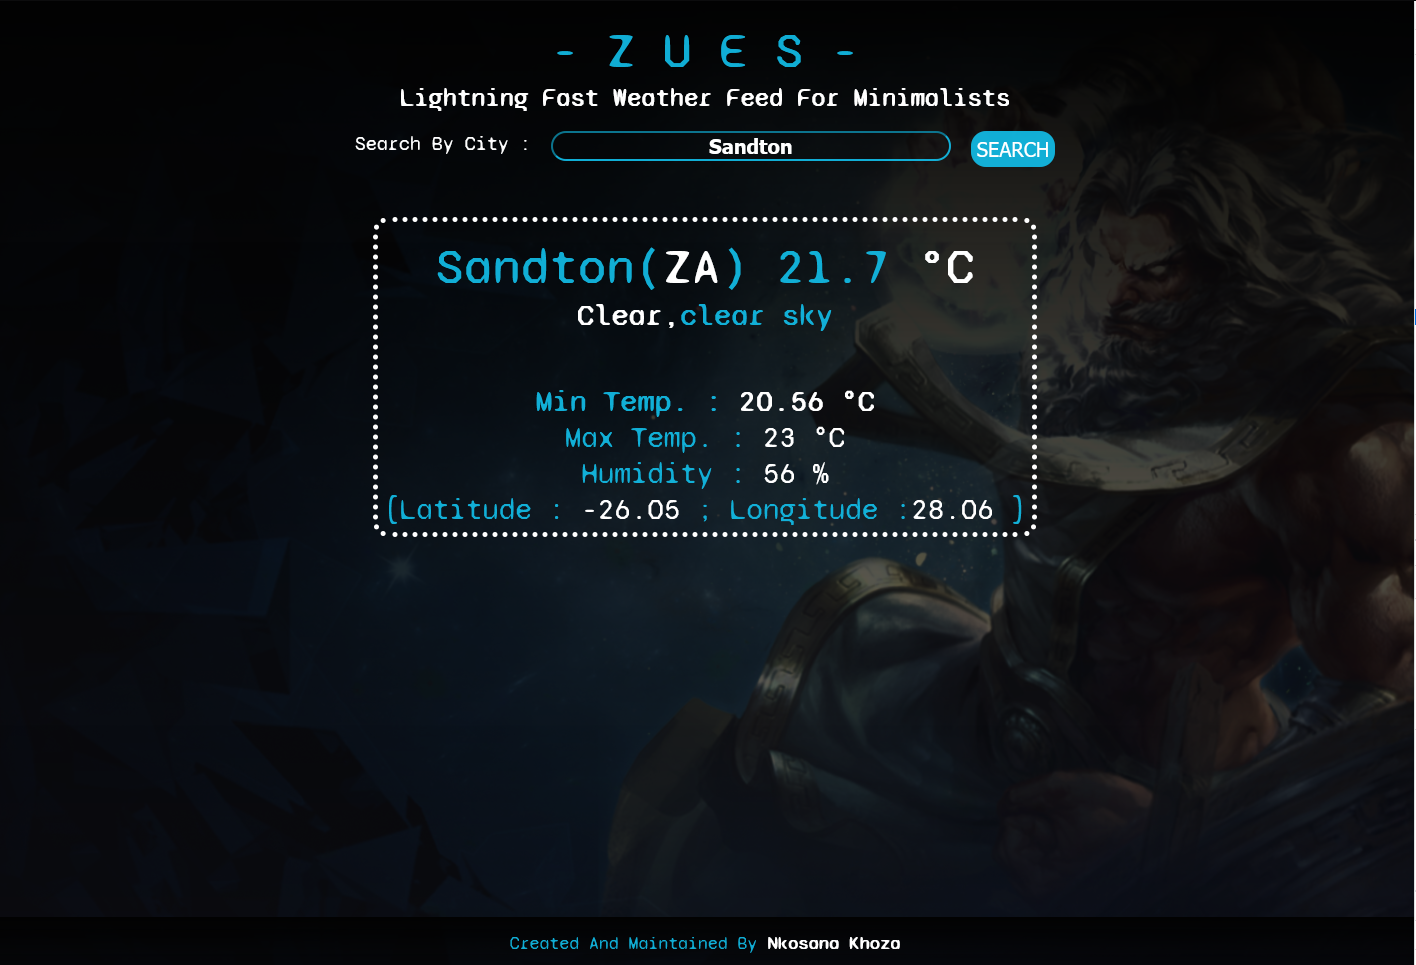 - Z U E S -
Lightning Fast Weather Feed For Minimalists
Search By City : Sandton SEARCH
Sandton(ZA) 21.7 °C
Clear,clear sky
Min Temp. : 20.56 °C
Max Temp. : 23 °C
Humidity : 56 %
(Latitude : -26.05 ; Longitude :28.06 )
Created And Maintained By Nkosana Khoza